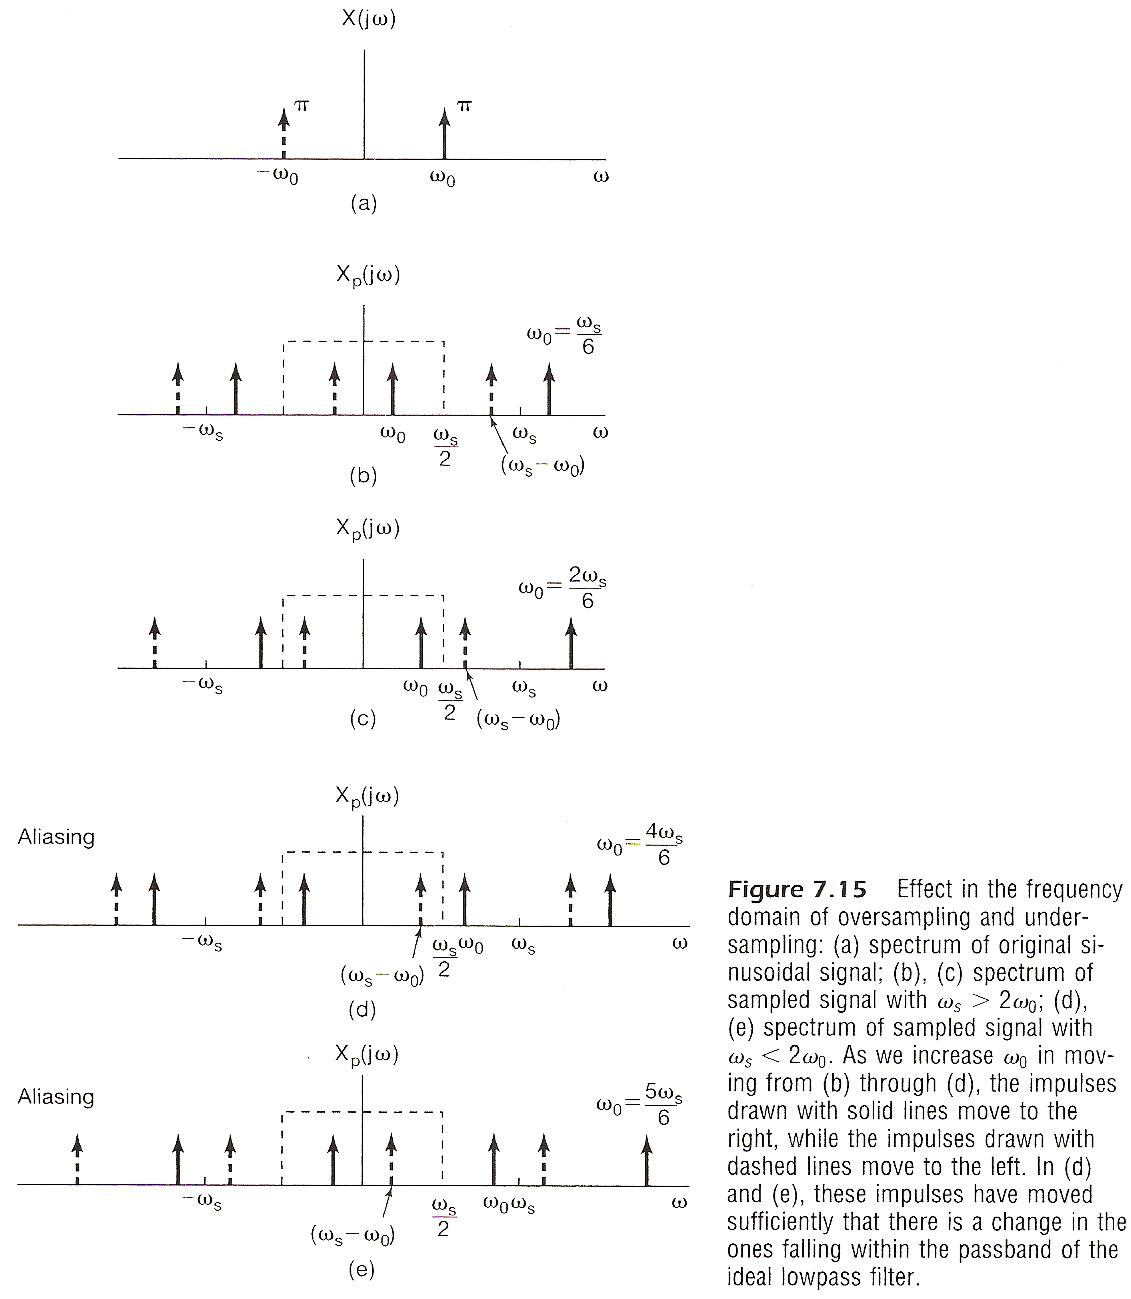 X(jω)
π
π
−ω0
ω0
ω
(a)
Xp(jω)
ω0= ωs
6
−ωs
ω0
ωs
2
ωs
ω
(ωs−ω0)
(b)
Xp(jω)
ω0= 2ωs
6
−ωs
ω0
ωs
2
ωs
ω
(ωs−ω0)
(c)
Xp(jω)
Aliasing
ω0= 4ωs
6
−ωs
ωs
2
ω0
ωs
ω
(ωs−ω0)
(d)
Xp(jω)
Aliasing
ω0= 5ωs
6
−ωs
ωs
2
ω0
ωs
ω
(ωs−ω0)
(e)
Figure 7.15 Effect in the frequency
domain of oversampling and under-
sampling: (a) spectrum of original si-
nusoidal signal; (b), (c) spectrum of
sampled signal with ωs > 2ω0; (d),
(e) spectrum of sampled signal with
ωs < 2ω0. As we increase ω0 in mov-
ing from (b) through (d), the impulses
drawn with solid lines move to the
right, while the impulses drawn with
dashed lines move to the left. In (d)
and (e), these impulses have moved
sufficiently that there is a change in the
ones falling within the passband of the
ideal lowpass filter.